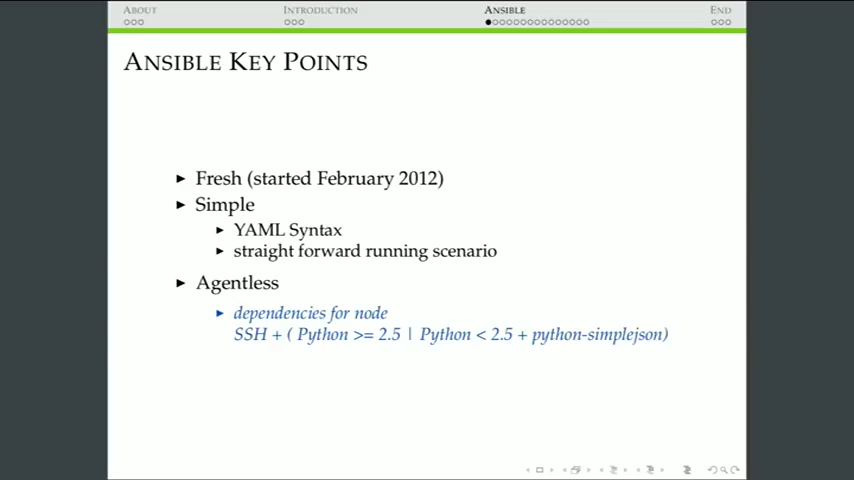 ABOUT INTRODUCTION ANSIBLE END
ANSIBLE KEY POINTS
Fresh (started February 2012)
Simple
YAML Syntax
straight forward running scenario
Agentless
dependencies for node
SSH + ( Python >= 2.5 | Python < 2.5 + python-simplejson)